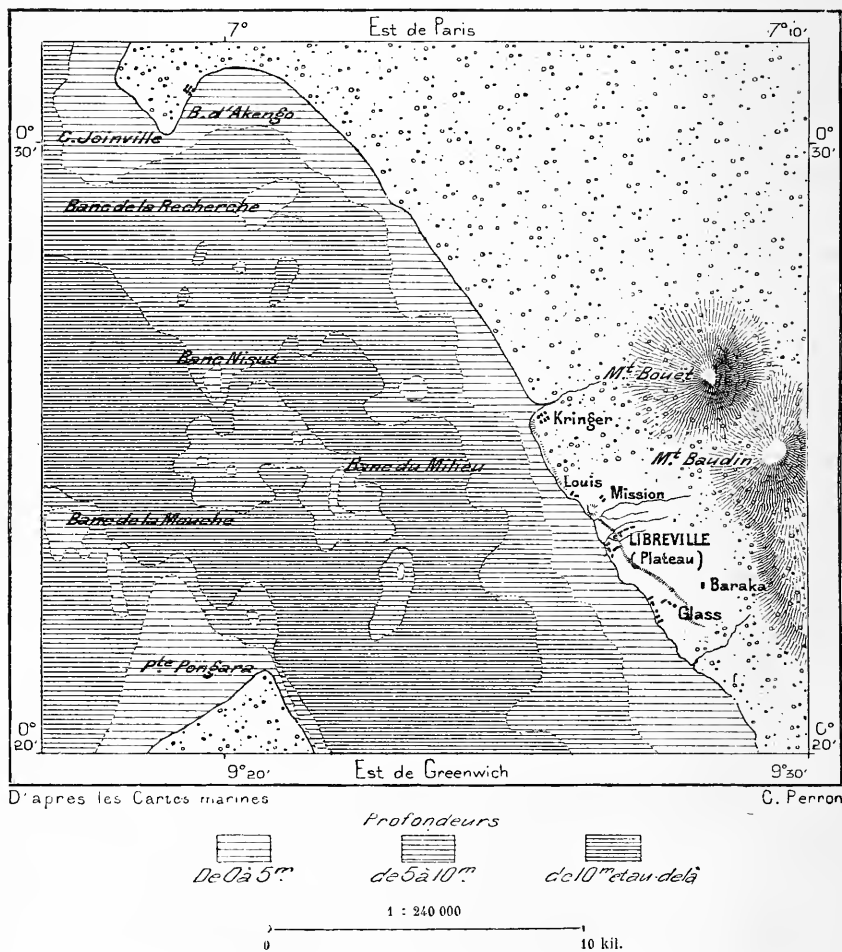 7° Est de Paris 7° 10'
B. d'Akengo
0° 30'
C. Joinville
0° 30'
Banc de la Recherche
Banc Nisus
Mt. Bouet
Kringer
Mt. Baudin
Banc du Milieu
Louis
Mission
Banc de la Mouche
LIBREVILLE
(Plateau)
Baraka
Glass
pte Pongara
0° 20'
0° 20'
9° 20' Est de Greenwich 9° 30'
D'apres les Cartes marines C. Perron
Profondeurs
De 0 à 5m. de 5 à 10m. de 10m et au-delà
1 : 240 000
0 10 kil.